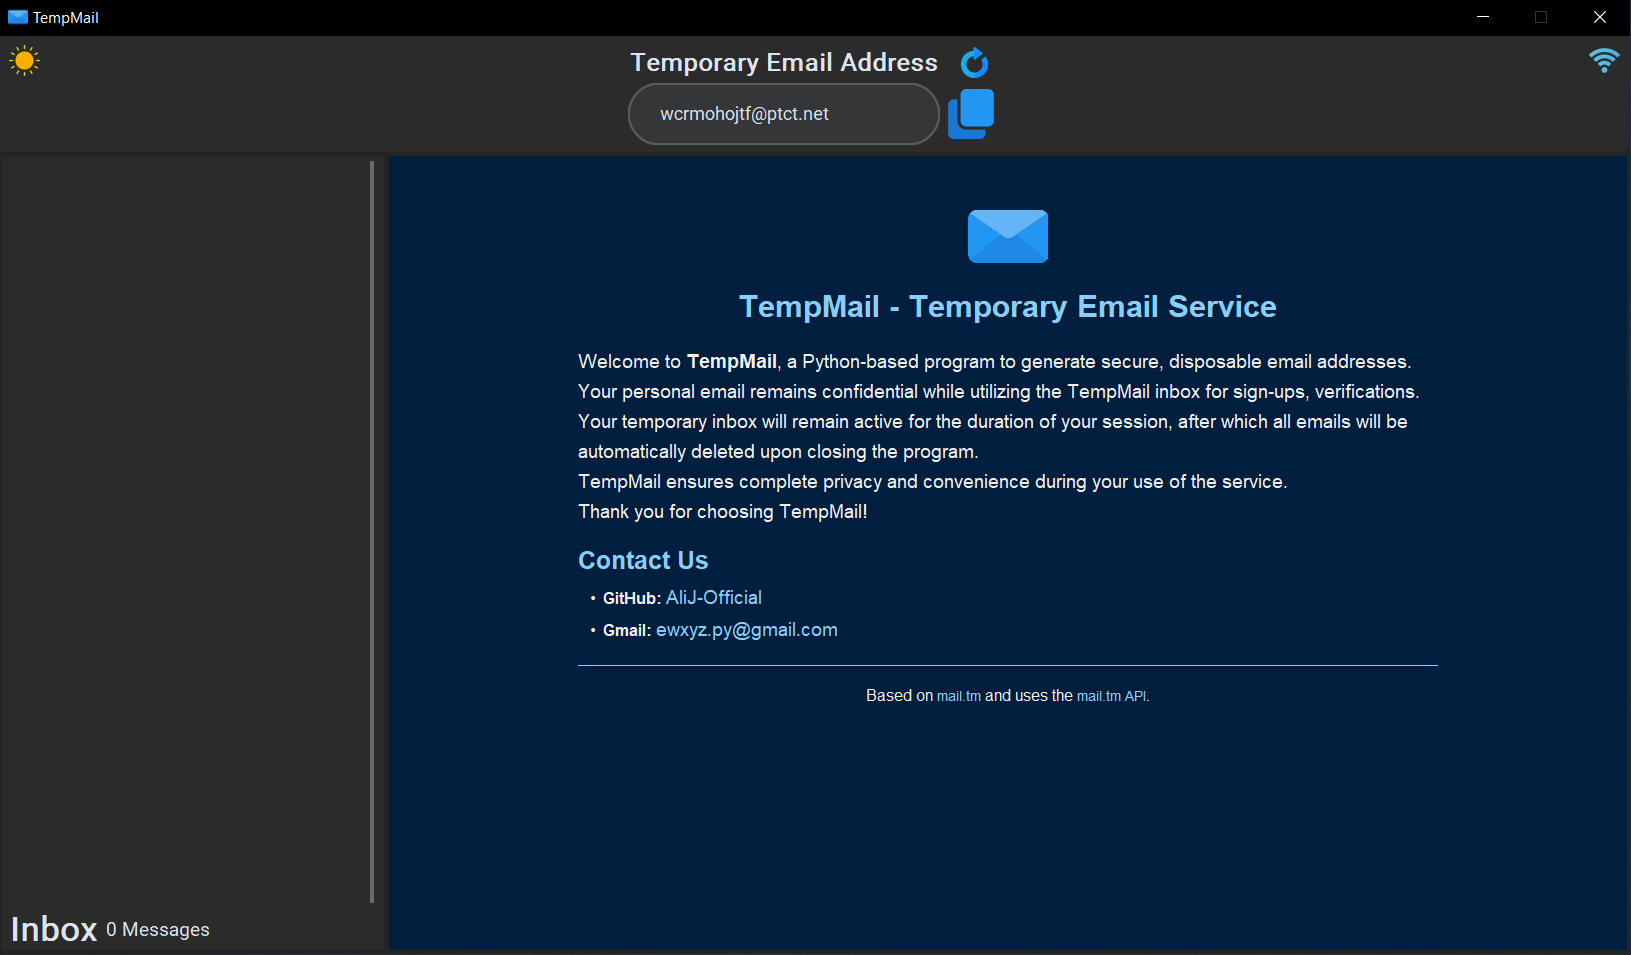 TempMail
Temporary Email Address
wcrmohojtf@ptct.net
TempMail - Temporary Email Service
Welcome to TempMail, a Python-based program to generate secure, disposable email addresses.
Your personal email remains confidential while utilizing the TempMail inbox for sign-ups, verifications.
Your temporary inbox will remain active for the duration of your session, after which all emails will be
automatically deleted upon closing the program.
TempMail ensures complete privacy and convenience during your use of the service.
Thank you for choosing TempMail!
Contact Us
• GitHub: AliJ-Official
• Gmail: ewxyz.py@gmail.com
Based on mail.tm and uses the mail.tm API.
Inbox 0 Messages